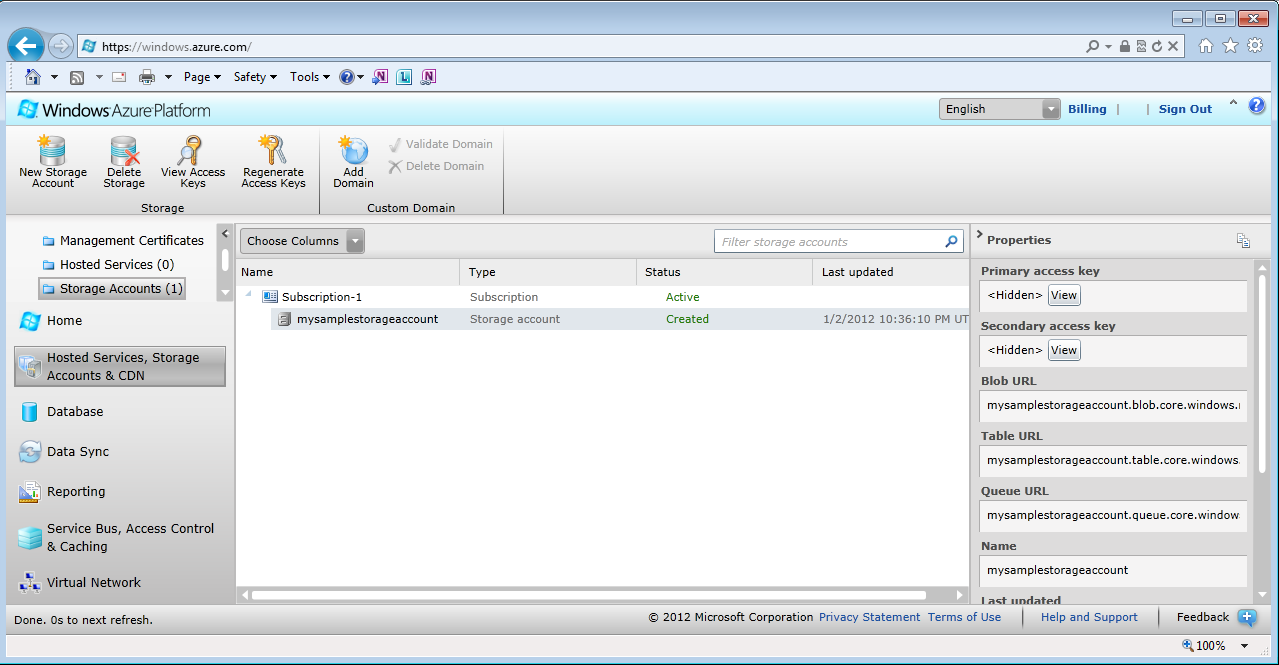 https://windows.azure.com/
Page
Safety
Tools
Windows Azure Platform
English
Billing |
| Sign Out
New Storage Account
Delete Storage
View Access Keys
Regenerate Access Keys
Storage
Add Domain
Validate Domain
Delete Domain
Custom Domain
Management Certificates
Hosted Services (0)
Storage Accounts (1)
Home
Hosted Services, Storage
Accounts & CDN
Database
Data Sync
Reporting
Service Bus, Access Control
& Caching
Virtual Network
Choose Columns
Filter storage accounts
Name Type Status Last updated
Subscription-1 Subscription Active
mysamplestorageaccount Storage account Created 1/2/2012 10:36:10 PM UT
Properties
Primary access key
<Hidden> View
Secondary access key
<Hidden> View
Blob URL
mysamplestorageaccount.blob.core.windows.
Table URL
mysamplestorageaccount.table.core.windows.
Queue URL
mysamplestorageaccount.queue.core.window
Name
mysamplestorageaccount
Last updated
Done. 0s to next refresh.
© 2012 Microsoft Corporation Privacy Statement Terms of Use | Help and Support | Feedback
100%